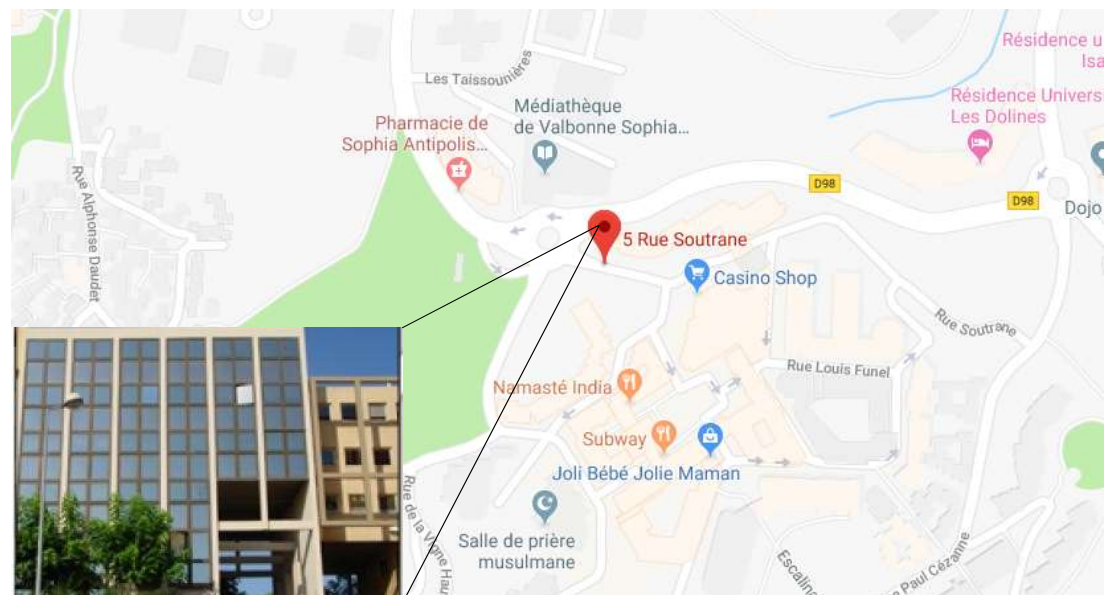 Résidence u
Isa
Les Taissounières
Résidence Univers
Les Dolines
Médiathèque
de Valbonne Sophia...
Pharmacie de
Sophia Antipolis...
D98
D98
Dojo
Rue Alphonse Daudet
5 Rue Soutrane
Casino Shop
Rue Soutrane
Rue Louis Funel
Namasté India
Subway
Joli Bébé Jolie Maman
Rue de la Vigne Hau
Salle de prière
musulmane
Escalino
Paul Cézanne